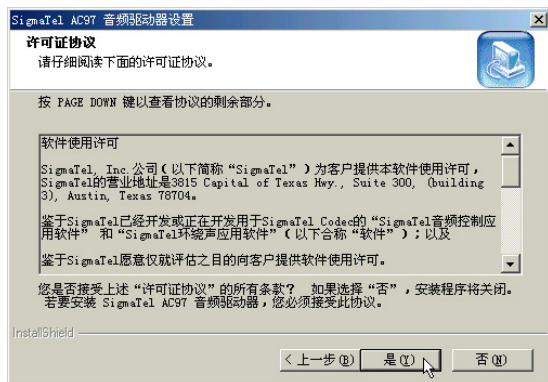 SigmaTel AC97 音频驱动器设置
许可证协议
请仔细阅读下面的许可证协议。
按 PAGE DOWN 键以查看协议的剩余部分。
软件使用许可
SigmaTel, Inc.公司(以下简称“SigmaTel”)为客户提供本软件使用许可，
SigmaTel的营业地址是3815 Capital of Texas Hwy., Suite 300, (building
3), Austin, Texas 78704。
鉴于SigmaTel已经开发或正在开发用于SigmaTel Codec的“SigmaTel音频控制应
用软件” 和“SigmaTel环绕声应用软件”(以下合称“软件”)；以及
鉴于SigmaTel愿意仅就评估之目的向客户提供软件使用许可。
您是否接受上述“许可证协议”的所有条款？ 如果选择“否”，安装程序将关闭。
若要安装 SigmaTel AC97 音频驱动器，您必须接受此协议。
InstallShield
< 上一步(B)
是(Y)
否(N)